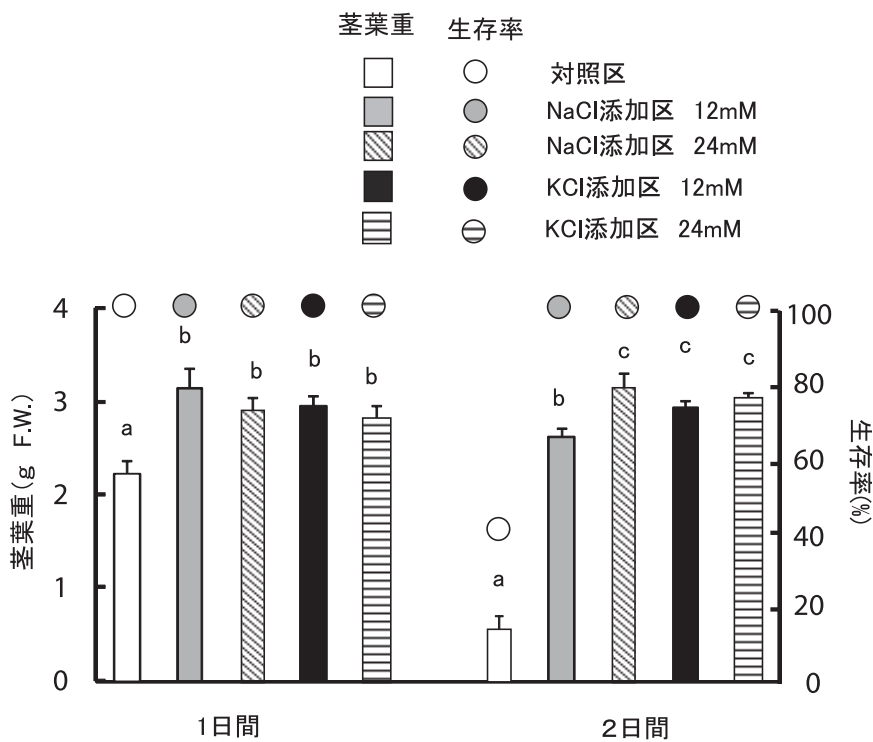 茎葉重 生存率
対照区
NaCl添加区 12mM
NaCl添加区 24mM
KCl添加区 12mM
KCl添加区 24mM
茎葉重(g F.W.)
4
3
2
1
0
a
b
b
b
b
a
b
c
c
c
100
80
60
40
20
0
生存率(%)
1日間
2日間